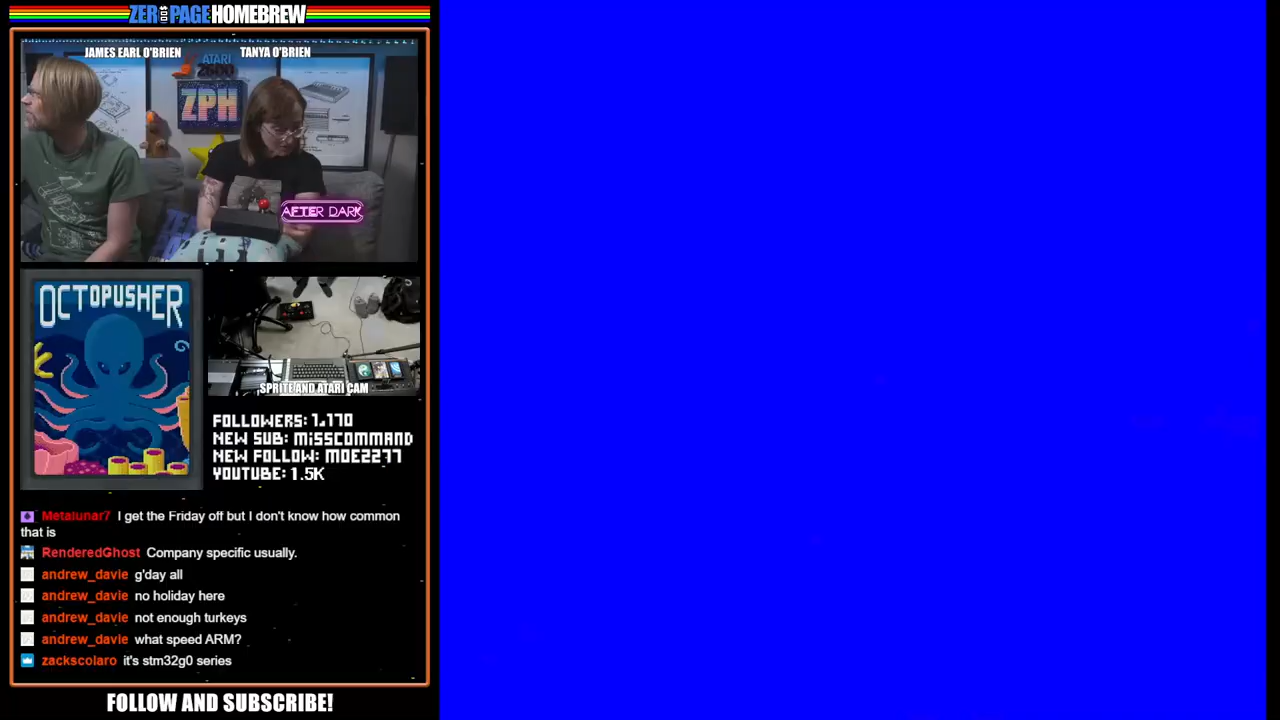 ZERO PAGE HOMEBREW
JAMES EARL O'BRIEN
TANYA O'BRIEN
ATARI
2600
ZPH
AFTER DARK
OCTOPUSHER
SPRITE AND ATARI CAM
FOLLOWERS: 1,170
NEW SUB: MISSCOMMAND
NEW FOLLOW: MOE2277
YOUTUBE: 1.5K
Metalunar7 I get the Friday off but I don't know how common
that is
RenderedGhost Company specific usually.
andrew_davie g'day all
andrew_davie no holiday here
andrew_davie not enough turkeys
andrew_davie what speed ARM?
zackscolaro it's stm32g0 series
FOLLOW AND SUBSCRIBE!